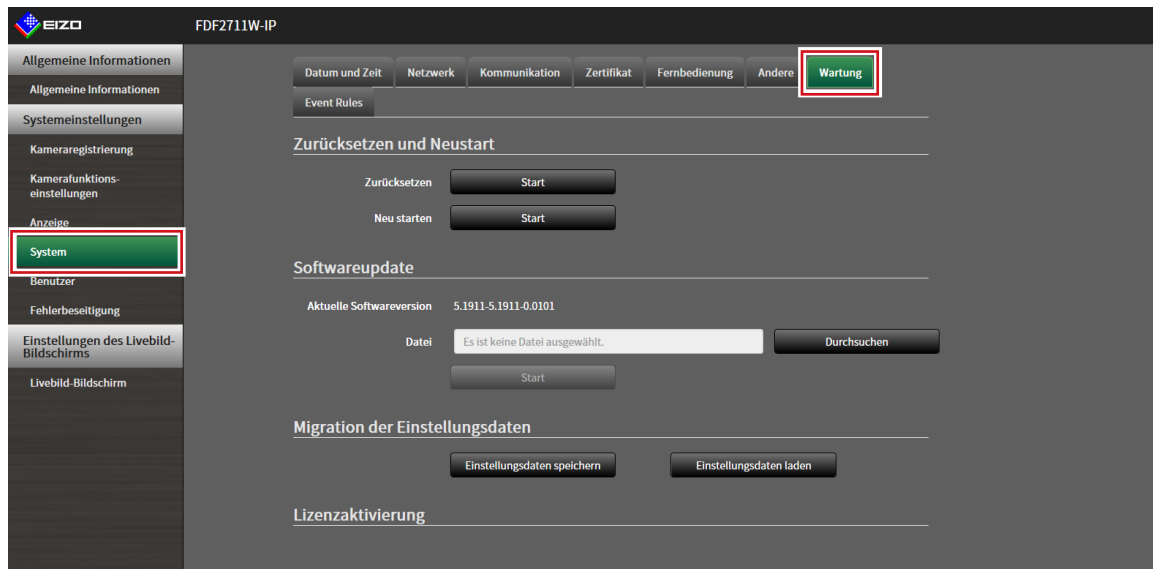 EIZO
FDF2711W-IP
Allgemeine Informationen
Allgemeine Informationen
Systemeinstellungen
Kameraregistrierung
Kamerafunktions-
einstellungen
Anzeige
System
Benutzer
Fehlerbeseitigung
Einstellungen des Livebild-
Bildschirms
Livebild-Bildschirm
Datum und Zeit Netzwerk Kommunikation Zertifikat Fernbedienung Andere Wartung
Event Rules
Zurücksetzen und Neustart
Zurücksetzen Start
Neu starten Start
Softwareupdate
Aktuelle Softwareversion 5.1911-5.1911-0.0101
Datei Es ist keine Datei ausgewählt. Durchsuchen
Start
Migration der Einstellungsdaten
Einstellungsdaten speichern Einstellungsdaten laden
Lizenzaktivierung